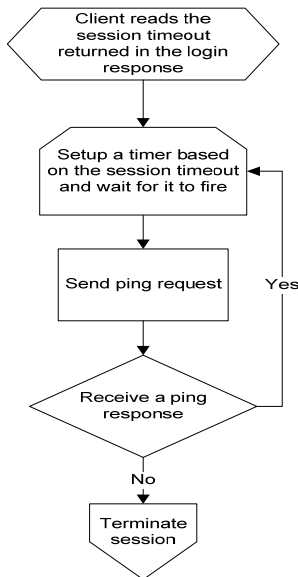 Client reads the
session timeout
returned in the login
response
Setup a timer based
on the session timeout
and wait for it to fire
Send ping request
Yes
Receive a ping
response
No
Terminate
session